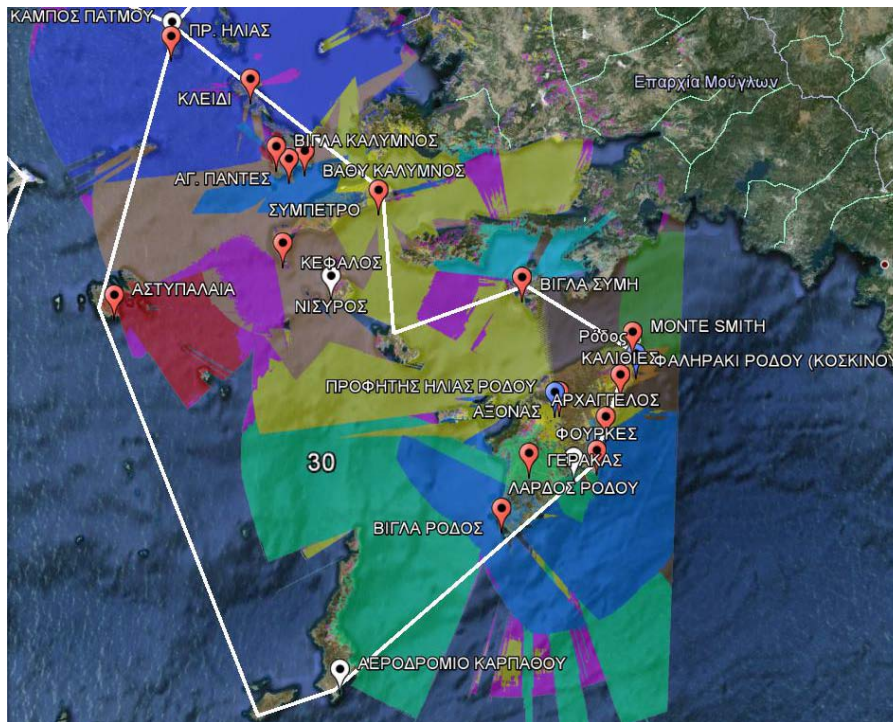 ΚΑΜΠΟΣ ΠΑΤΜΟΥ
ΠΡ. ΗΛΙΑΣ
ΚΛΕΙΔΙ
Επαρχία Μούγλων
ΒΙΓΛΑ ΚΑΛΥΜΝΟΣ
ΑΓ. ΠΑΝΤΕΣ
ΒΑΘΥ ΚΑΛΥΜΝΟΣ
ΣΥΜΠΕΤΡΟ
ΚΕΦΑΛΟΣ
ΑΣΤΥΠΑΛΑΙΑ
ΝΙΣΥΡΟΣ
ΒΙΓΛΑ ΣΥΜΗ
MONTE SMITH
Ρόδος
ΚΑΛΙΘΙΕΣ
ΦΑΛΗΡΑΚΙ ΡΟΔΟΥ (ΚΟΣΚΙΝΟΥ
ΠΡΟΦΗΤΗΣ ΗΛΙΑΣ ΡΟΔΟΥ
ΑΡΧΑΓΓΕΛΟΣ
ΑΞΟΝΑΣ
ΦΟΥΡΚΕΣ
30
ΓΕΡΑΚΑΣ
ΛΑΡΔΟΣ ΡΟΔΟΥ
ΒΙΓΛΑ ΡΟΔΟΣ
ΑΕΡΟΔΡΟΜΙΟ ΚΑΡΠΑΘΟΥ